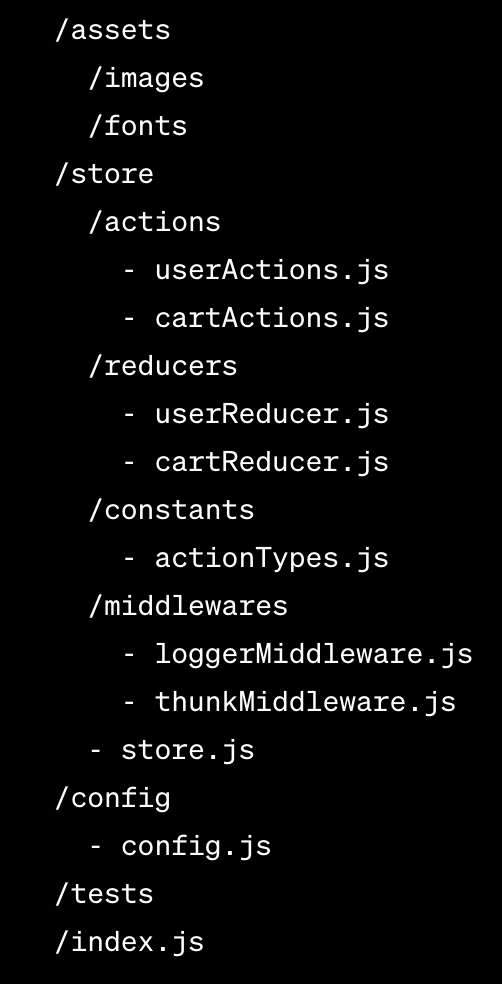 /assets
/images
/fonts
/store
/actions
- userActions.js
- cartActions.js
/reducers
- userReducer.js
- cartReducer.js
/constants
- actionTypes.js
/middlewares
- loggerMiddleware.js
- thunkMiddleware.js
- store.js
/config
- config.js
/tests
/index.js